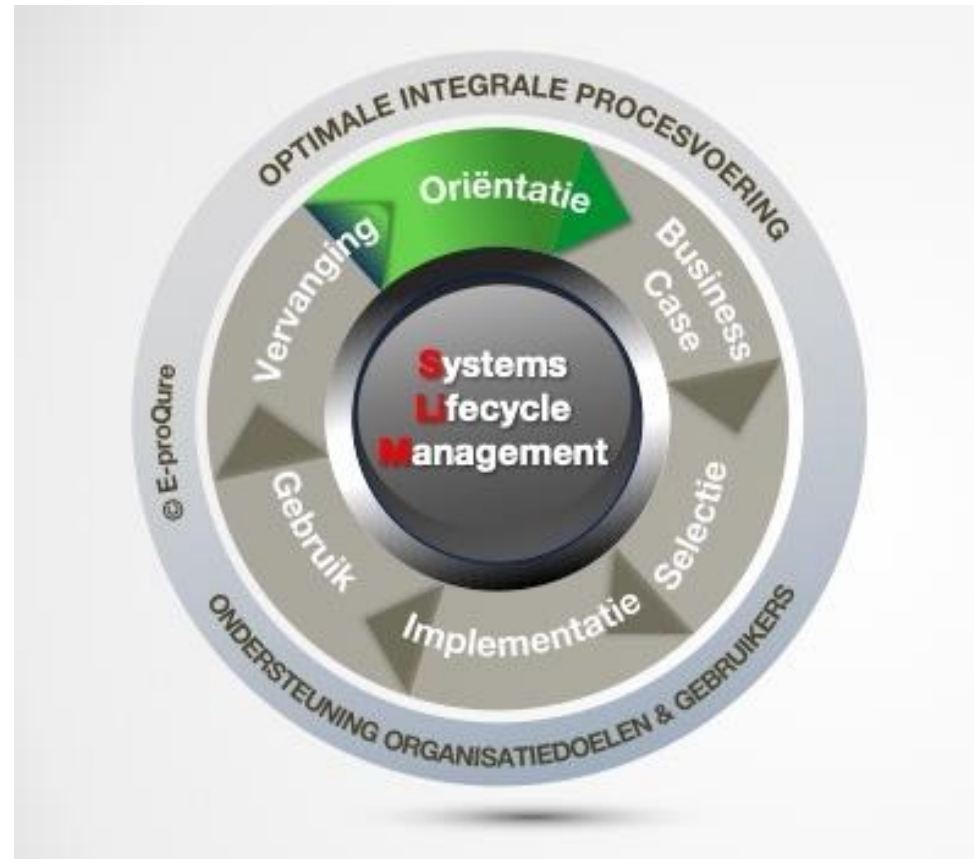 OPTIMALE INTEGRALE PROCESVOERING
Oriëntatie
Business
Case
Selectie
Implementatie
Gebruik
Vervanging
Systems
Lifecycle
Management
© E-proQure
ONDERSTEUNING ORGANISATIEDOELEN & GEBRUIKERS